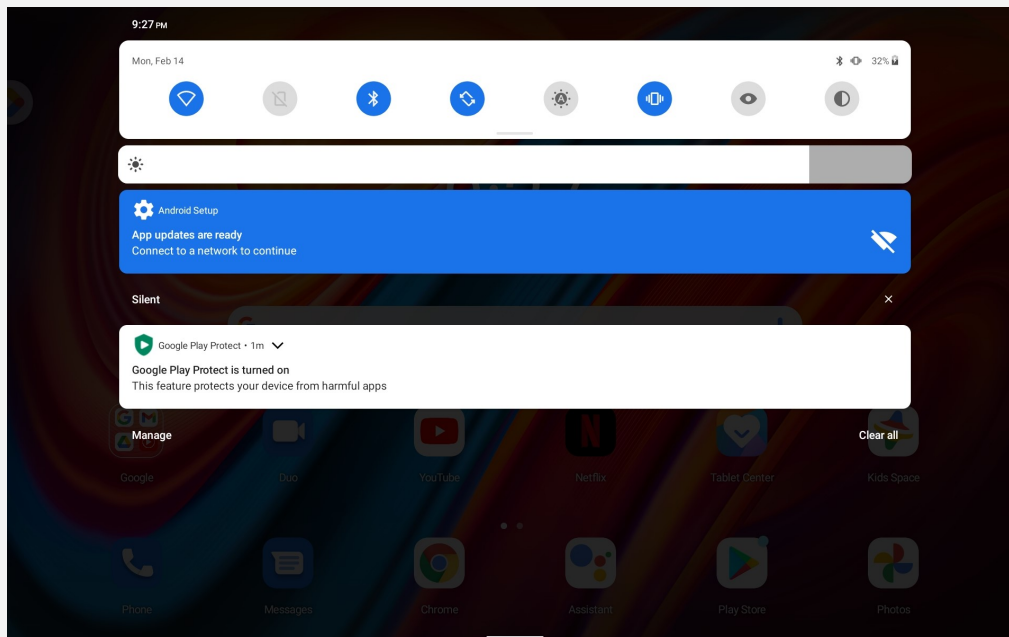 9:27 PM
Mon, Feb 14
32%
Android Setup
App updates are ready
Connect to a network to continue
Silent
Google Play Protect • 1m
Google Play Protect is turned on
This feature protects your device from harmful apps
Manage
Clear all
Google
Duo
YouTube
Netflix
Tablet Center
Kids Space
Phone
Messages
Chrome
Assistant
Play Store
Photos